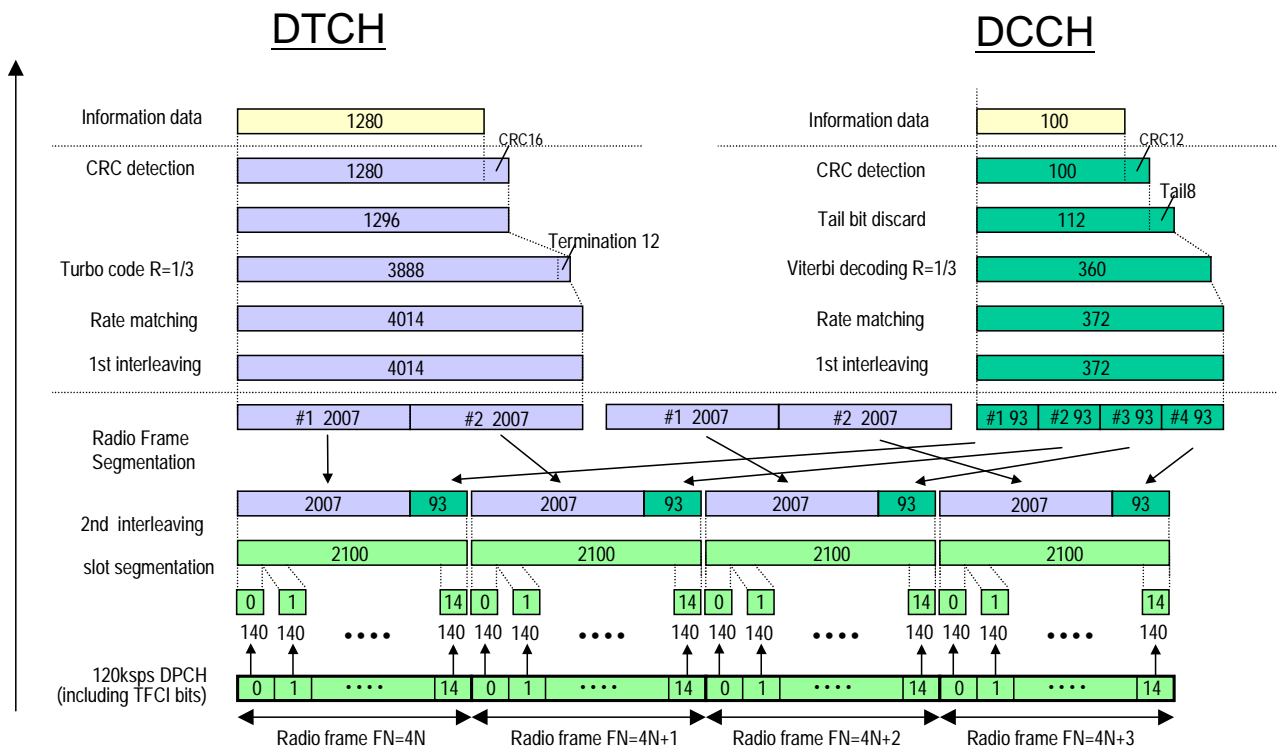 DTCH DCCH
Information data 1280 Information data 100
CRC16 CRC12
CRC detection 1280 CRC detection 100
Tail8
1296 Tail bit discard 112
Termination 12
Turbo code R=1/3 3888 Viterbi decoding R=1/3 360
Rate matching 4014 Rate matching 372
1st interleaving 4014 1st interleaving 372
#1 2007 #2 2007 #1 2007 #2 2007 #1 93 #2 93 #3 93 #4 93
Radio Frame
Segmentation
2007 93 2007 93 2007 93 2007 93
2nd interleaving
2100 2100 2100 2100
slot segmentation
0 1 14 0 1 14 0 1 14 0 1 14
140 140 •••• 140 140 140 •••• 140 140 140 •••• 140 140 140 •••• 140
120ksps DPCH
(including TFCI bits)
0 1 •••• 14 0 1 •••• 14 0 1 •••• 14 0 1 •••• 14
Radio frame FN=4N Radio frame FN=4N+1 Radio frame FN=4N+2 Radio frame FN=4N+3